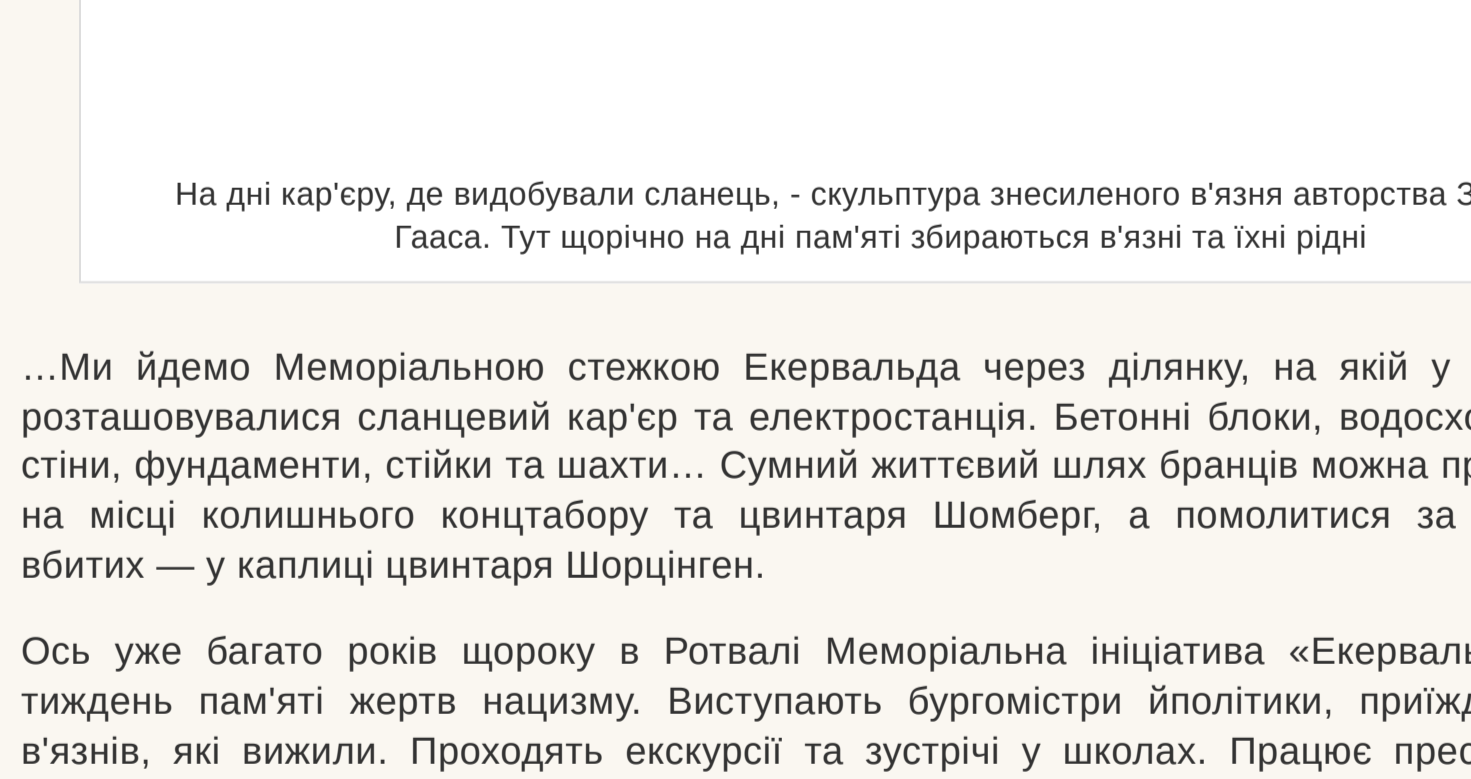 На дні кар'єру, де видобували сланець, - скульптура знесиленого в'язня авторства
Гааса. Тут щорічно на дні пам'яті збираються в'язні та їхні рідні
…Ми йдемо Меморіальною стежкою Екервальда через ділянку, на якій у
розташовувалися сланцевий кар'єр та електростанція. Бетонні блоки,
стіни, фундаменти, стійки та шахти… Сумний життєвий шлях бранців можна
на місці колишнього концтабору та цвинтаря Шомберг, а помолитися за
вбитих — у каплиці цвинтаря Шорцінген.
Ось уже багато років щороку в Ротвалі Меморіальна ініціатива
тиждень пам'яті жертв нацизму. Виступають бургомістри йполітики,
в'язнів, які вижили. Проходять екскурсії та зустрічі у школах. Працює